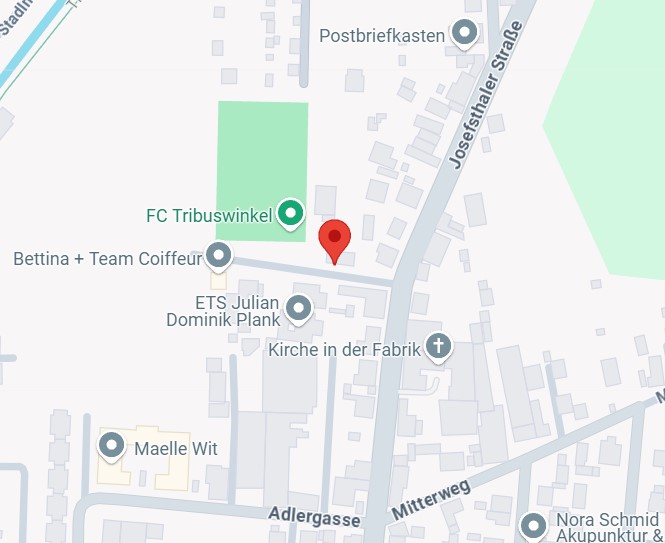 Stadln
T
Postbriefkasten
Josefsthaler Straße
FC Tribuswinkel
Bettina + Team Coiffeur
ETS Julian
Dominik Plank
Kirche in der Fabrik
M
Maelle Wit
Mitterweg
Adlergasse
Nora Schmid
Akupunktur &